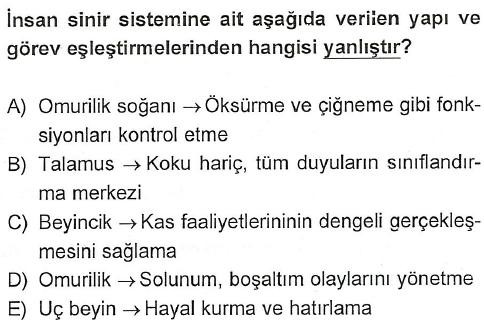 İnsan sinir sistemine ait aşağıda verilen yapı ve
görev eşleştirmelerinden hangisi yanlıştır?
A) Omurilik soğanı → Öksürme ve çiğneme gibi fonk-
siyonları kontrol etme
B) Talamus → Koku hariç, tüm duyuların sınıflandır-
ma merkezi
C) Beyincik → Kas faaliyetlerininin dengeli gerçekleş-
mesini sağlama
D) Omurilik → Solunum, boşaltım olaylarını yönetme
E) Uç beyin → Hayal kurma ve hatırlama